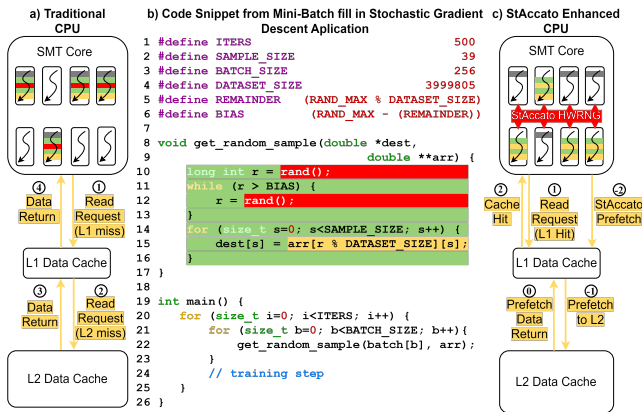 a) Traditional
CPU
SMT Core
④
Data
Return
①
Read
Request
(L1 miss)
L1 Data Cache
③
Data
Return
②
Read
Request
(L2 miss)
L2 Data Cache
b) Code Snippet from Mini-Batch fill in Stochastic Gradient
Descent Aplication
1 #define ITERS 500
2 #define SAMPLE_SIZE 39
3 #define BATCH_SIZE 256
4 #define DATASET_SIZE 3999805
5 #define REMAINDER (RAND_MAX % DATASET_SIZE)
6 #define BIAS (RAND_MAX - (REMAINDER))
7
8 void get_random_sample(double *dest,
9 double **arr) {
10 long int r = rand();
11 while (r > BIAS) {
12 r = rand();
13 }
14 for (size_t s=0; s<SAMPLE_SIZE; s++) {
15 dest[s] = arr[r % DATASET_SIZE][s];
16 }
17 }
18
19 int main() {
20 for (size_t i=0; i<ITERS; i++) {
21 for (size_t b=0; b<BATCH_SIZE; b++){
22 get_random_sample(batch[b], arr);
23 }
24 // training step
25 }
26 }
c) StAccato Enhanced
CPU
SMT Core
StAccato HWRNG
②
Cache
Hit
①
Read
Request
(L1 Hit)
-2
StAccato
Prefetch
L1 Data Cache
⓪
Prefetch
Data
Return
-1
Prefetch
to L2
L2 Data Cache